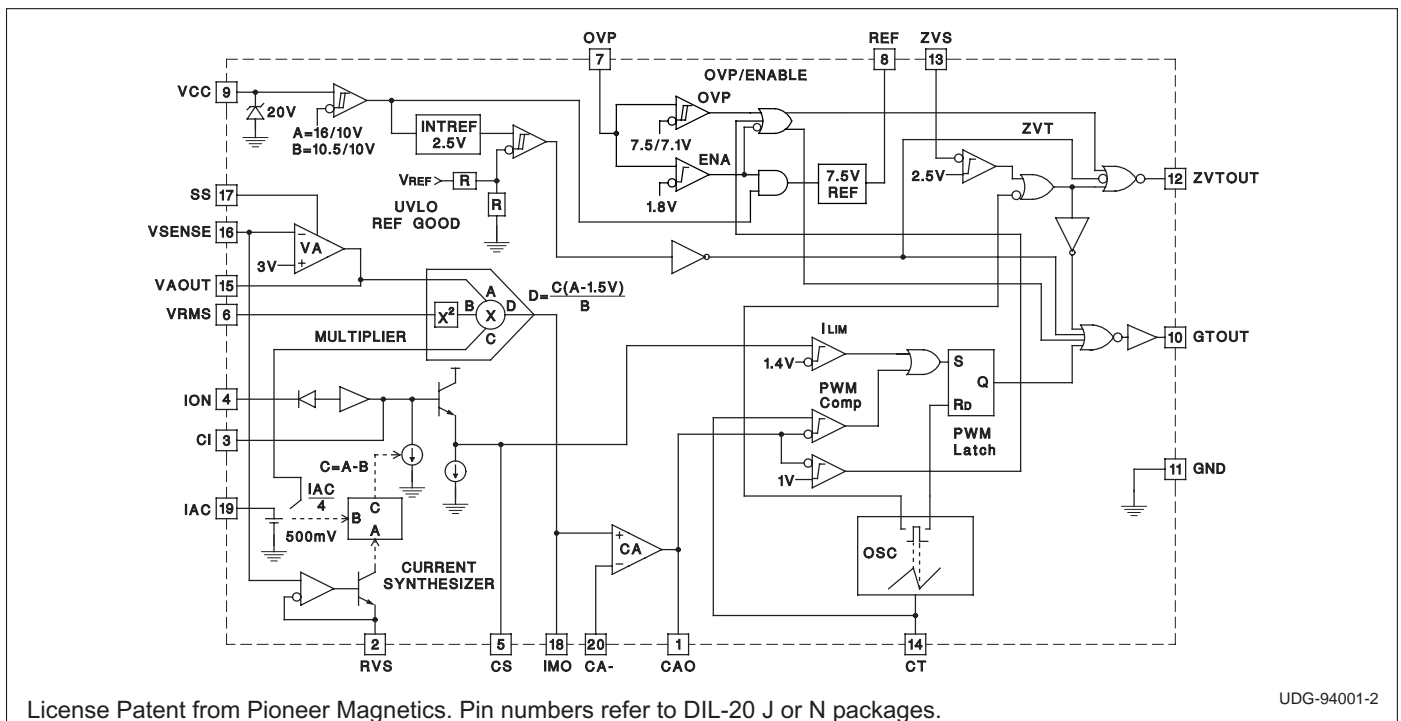 OVP
7
REF
8
ZVS
13
OVP/ENABLE
VCC 9
20V
A=16/10V
B=10.5/10V
INTREF
2.5V
OVP
7.5/7.1V
ENA
1.8V
7.5V
REF
ZVT
2.5V
12 ZVTOUT
VREF R
R
UVLO
REF GOOD
SS
17
VSENSE 16
VA
3V
VAOUT
15
VRMS
6
X²
A
B X D
C
D=C(A-1.5V)/B
MULTIPLIER
ILIM
1.4V
PWM
Comp
S
Q
RD
PWM
Latch
10 GTOUT
ION
4
CI
3
1V
11 GND
C=A-B
IAC
19
IAC/4
500mV
C
B
A
CURRENT
SYNTHESIZER
+
CA
−
OSC
2
RVS
5
CS
18
IMO
20
CA-
1
CAO
14
CT
License Patent from Pioneer Magnetics. Pin numbers refer to DIL-20 J or N packages.
UDG-94001-2